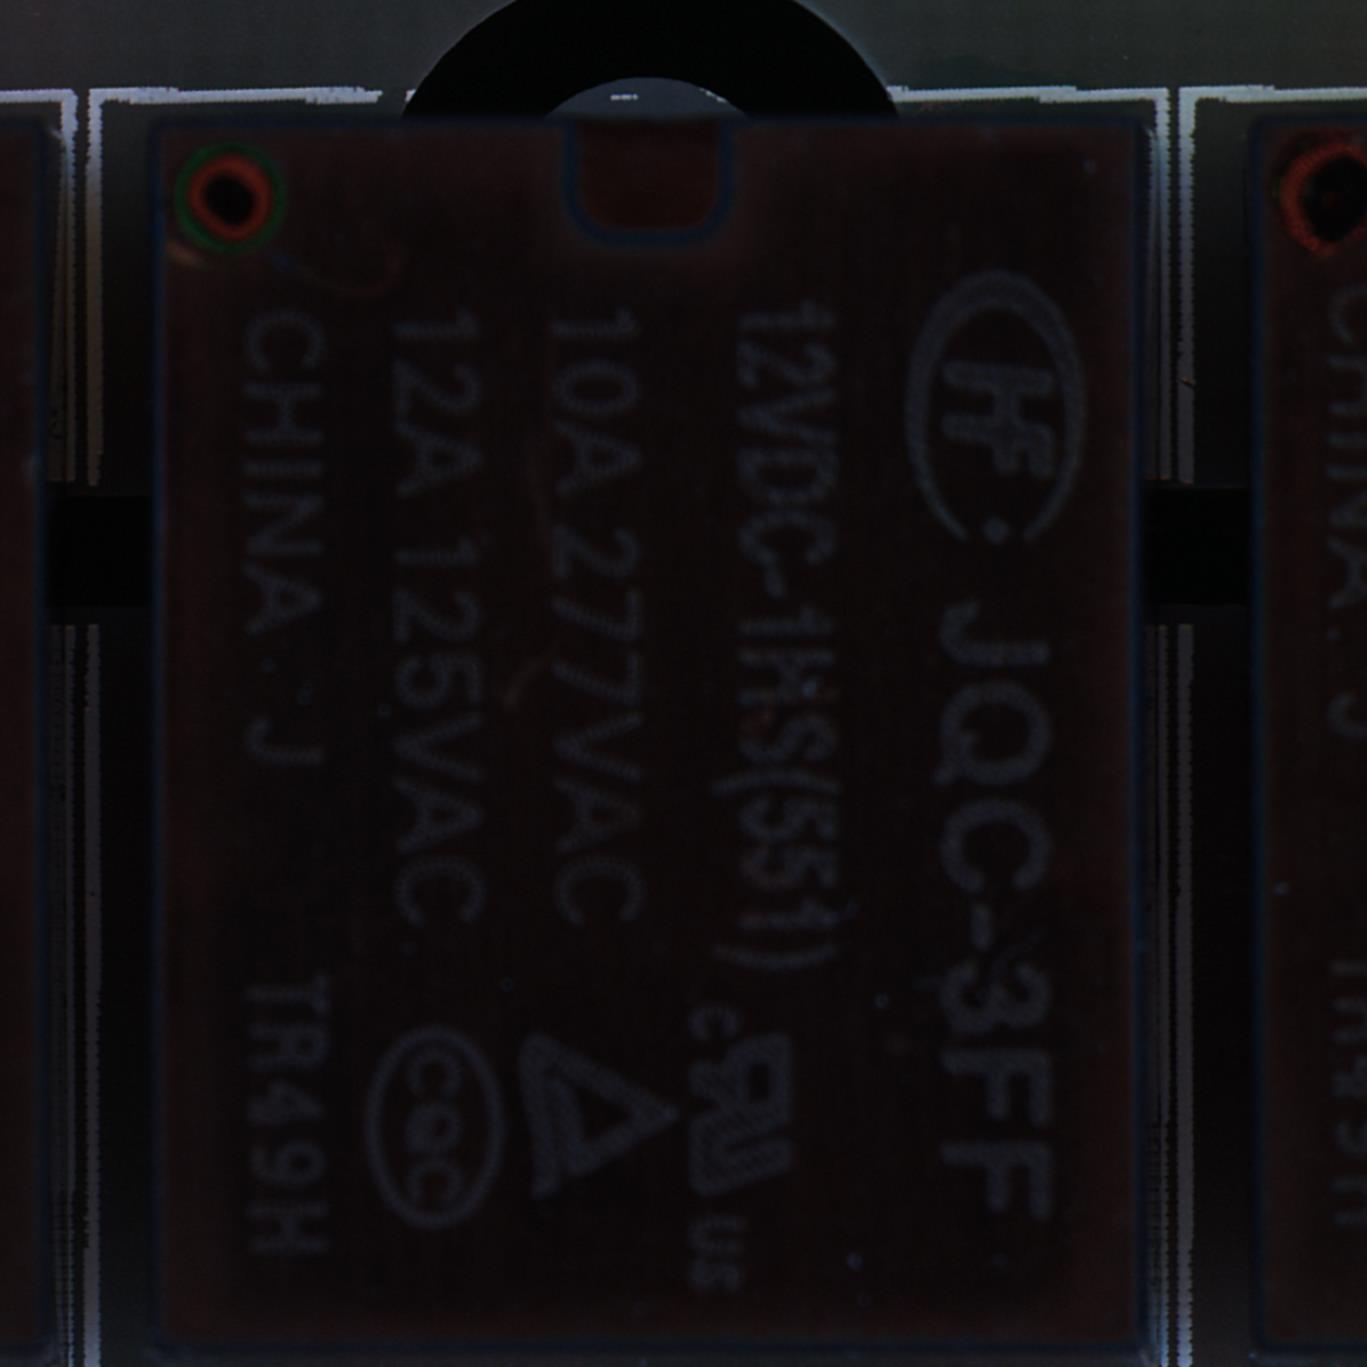 HF JQC-3FF
12VDC-1HS(551)
c us
10A 277VAC
12A 125VAC
CQC
CHINA. J TR49H